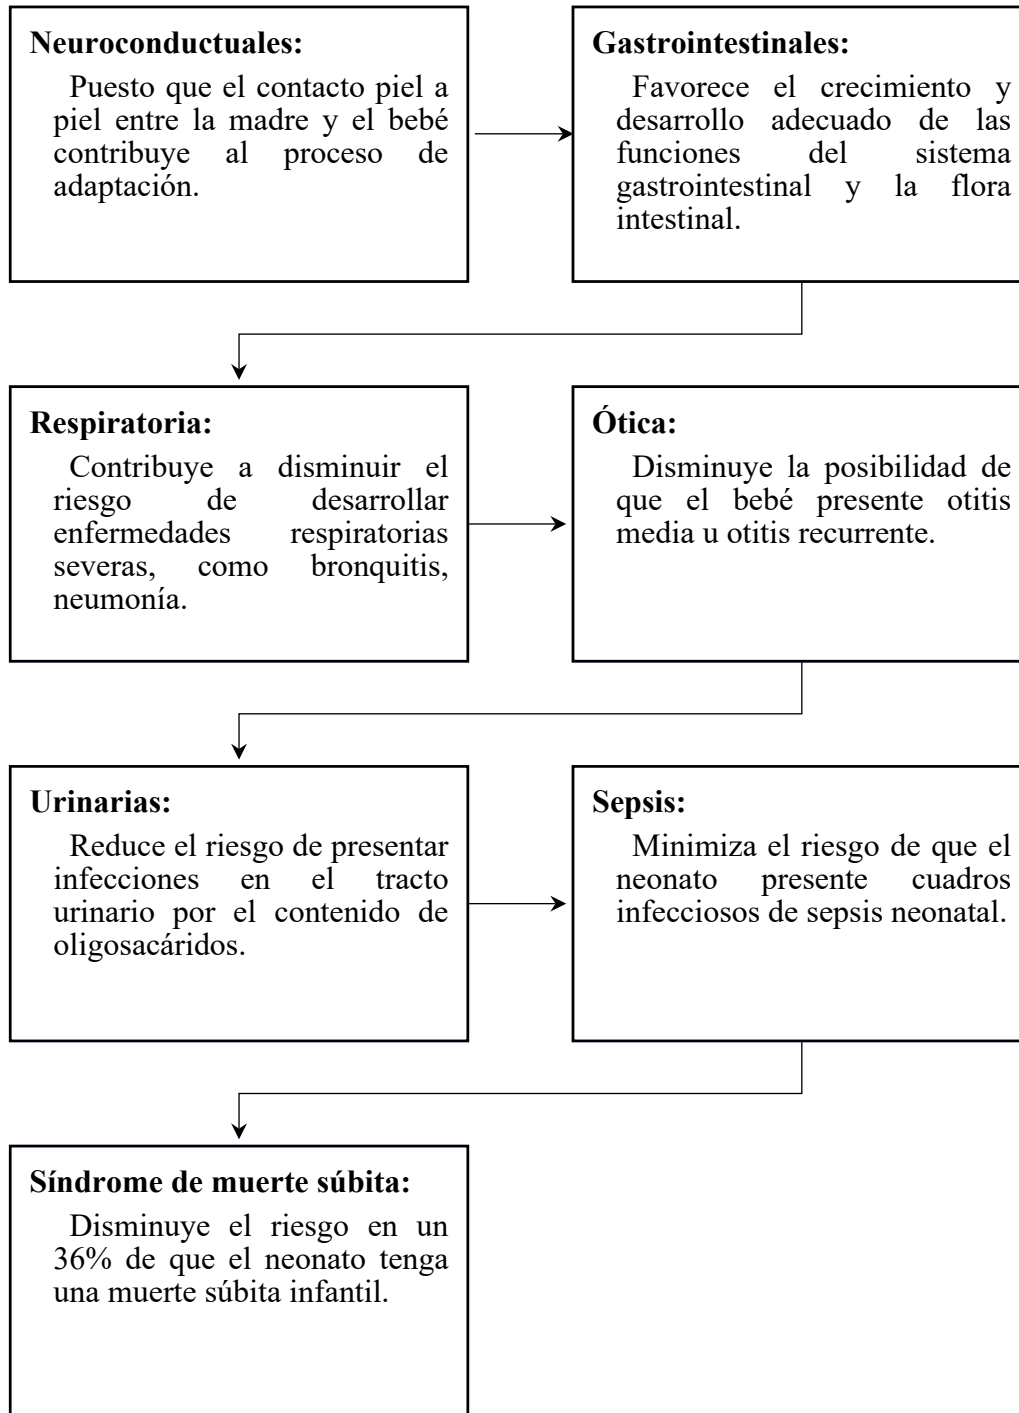 Neuroconductuales:
Puesto que el contacto piel a
piel entre la madre y el bebé
contribuye al proceso de
adaptación.
Gastrointestinales:
Favorece el crecimiento y
desarrollo adecuado de las
funciones del sistema
gastrointestinal y la flora
intestinal.
Respiratoria:
Contribuye a disminuir el
riesgo de desarrollar
enfermedades respiratorias
severas, como bronquitis,
neumonía.
Ótica:
Disminuye la posibilidad de
que el bebé presente otitis
media u otitis recurrente.
Urinarias:
Reduce el riesgo de presentar
infecciones en el tracto
urinario por el contenido de
oligosacáridos.
Sepsis:
Minimiza el riesgo de que el
neonato presente cuadros
infecciosos de sepsis neonatal.
Síndrome de muerte súbita:
Disminuye el riesgo en un
36% de que el neonato tenga
una muerte súbita infantil.